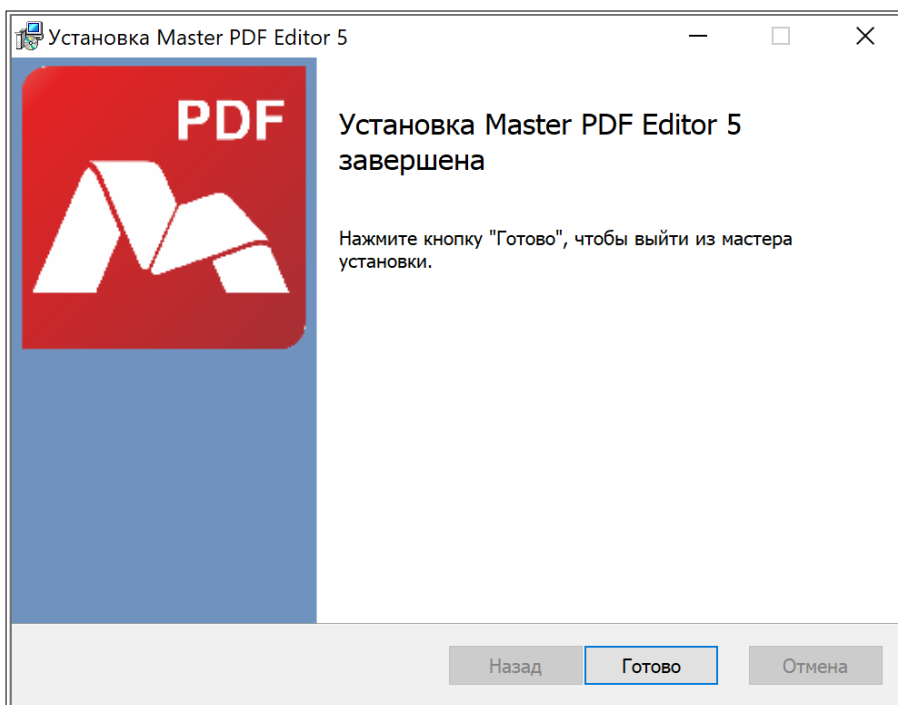 Установка Master PDF Editor 5
PDF
Установка Master PDF Editor 5
завершена
Нажмите кнопку "Готово", чтобы выйти из мастера
установки.
Назад
Готово
Отмена